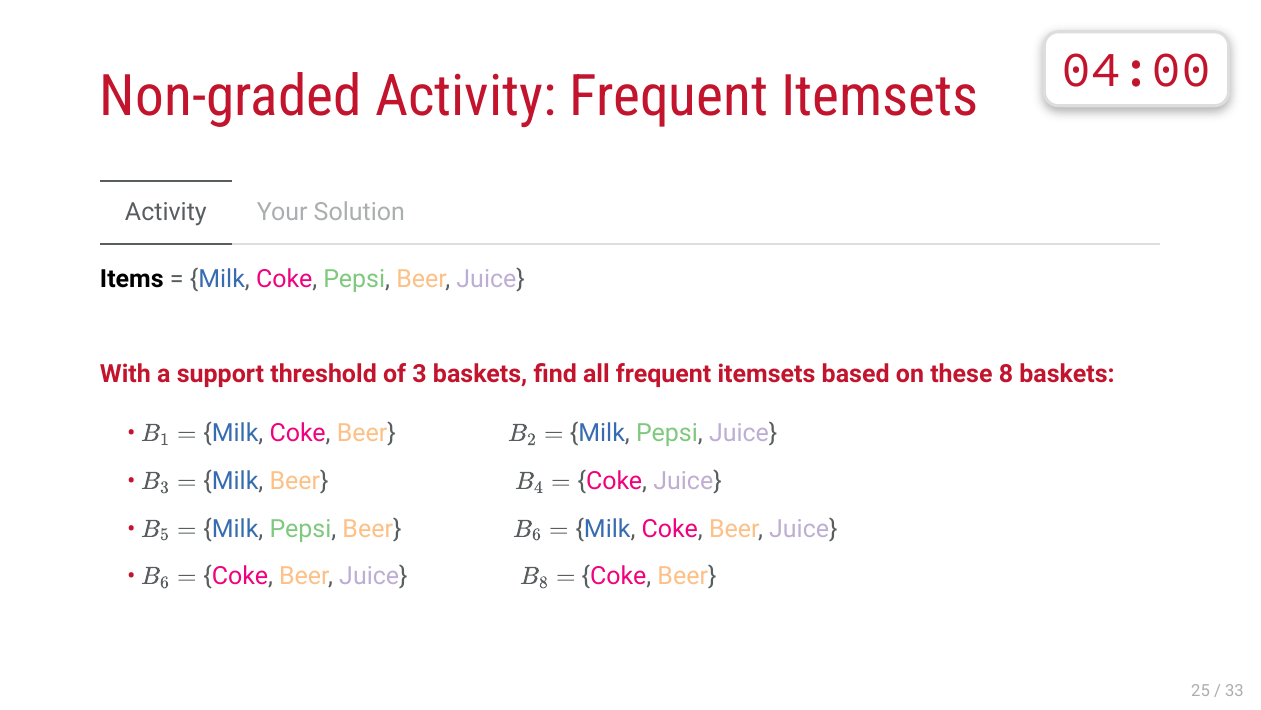 04:00
Non-graded Activity: Frequent Itemsets
Activity Your Solution
Items = {Milk, Coke, Pepsi, Beer, Juice}
With a support threshold of 3 baskets, find all frequent itemsets based on these 8 baskets:
• B₁ = {Milk, Coke, Beer} B₂ = {Milk, Pepsi, Juice}
• B₃ = {Milk, Beer} B₄ = {Coke, Juice}
• B₅ = {Milk, Pepsi, Beer} B₆ = {Milk, Coke, Beer, Juice}
• B₆ = {Coke, Beer, Juice} B₈ = {Coke, Beer}
25 / 33